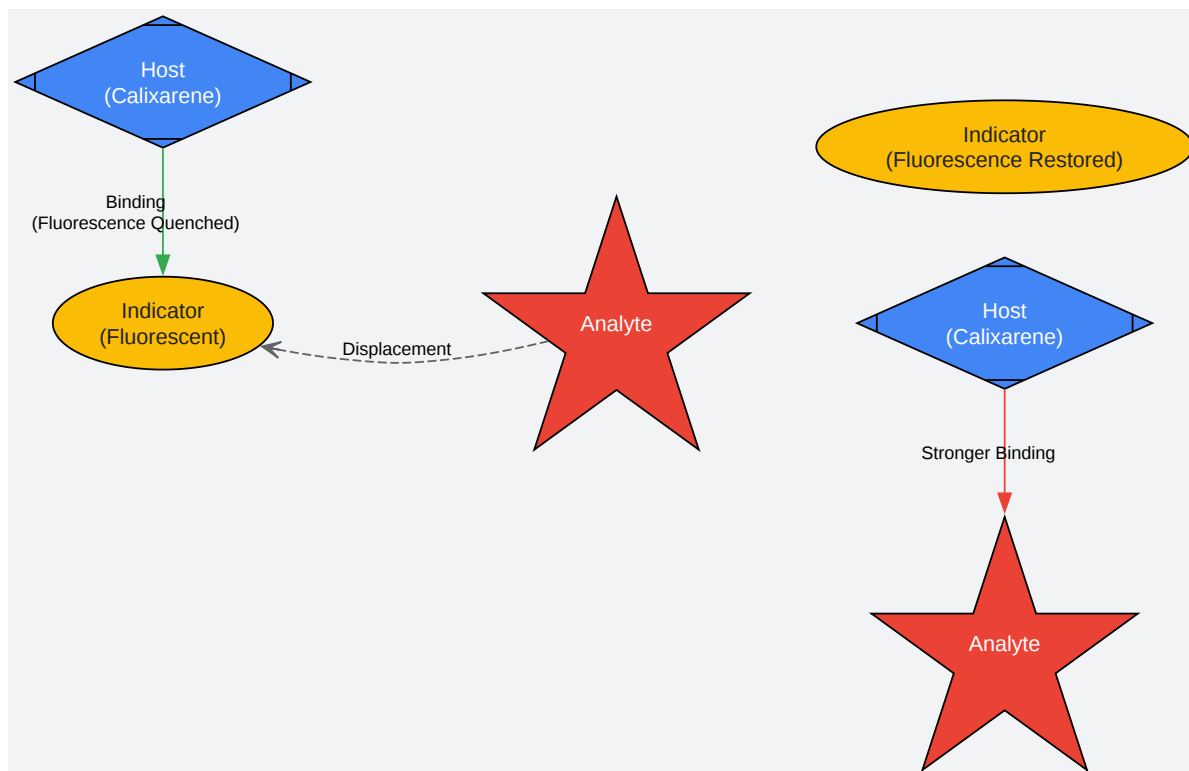 Host
(Calixarene)
Binding
(Fluorescence Quenched)
Indicator
(Fluorescent)
Displacement
Analyte
Indicator
(Fluorescence Restored)
Host
(Calixarene)
Stronger Binding
Analyte